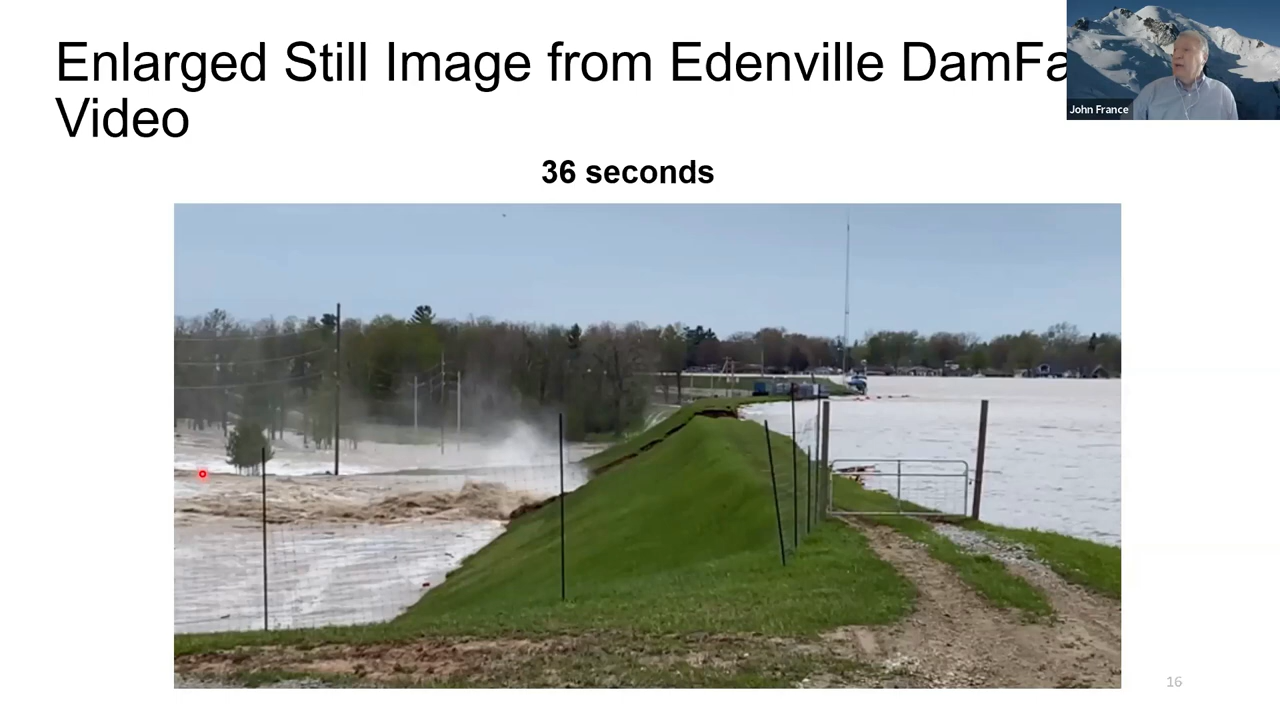 Enlarged Still Image from Edenville DamFa
Video
John France
36 seconds
16